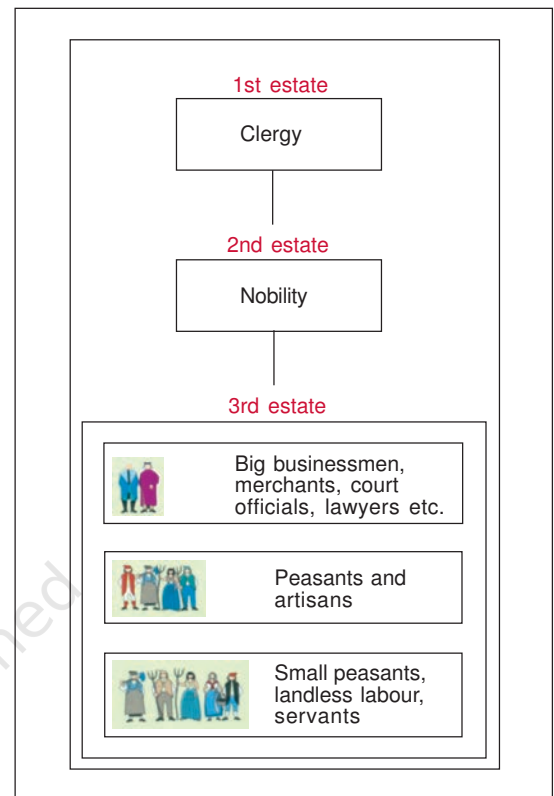 1st estate
Clergy
2nd estate
Nobility
3rd estate
Big businessmen,
merchants, court
officials, lawyers etc.
Peasants and
artisans
Small peasants,
landless labour,
servants